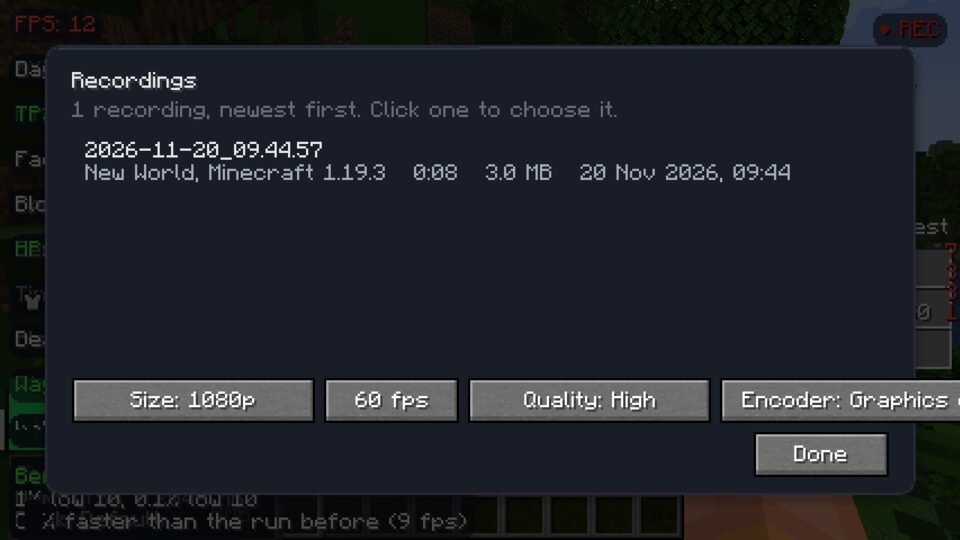 FPS: 12
REC
Recordings
1 recording, newest first. Click one to choose it.
2026-11-20_09.44.57
New World, Minecraft 1.19.3 0:08 3.0 MB 20 Nov 2026, 09:44
Size: 1080p
60 fps
Quality: High
Encoder: Graphics
Done
faster than the run before (9 fps)